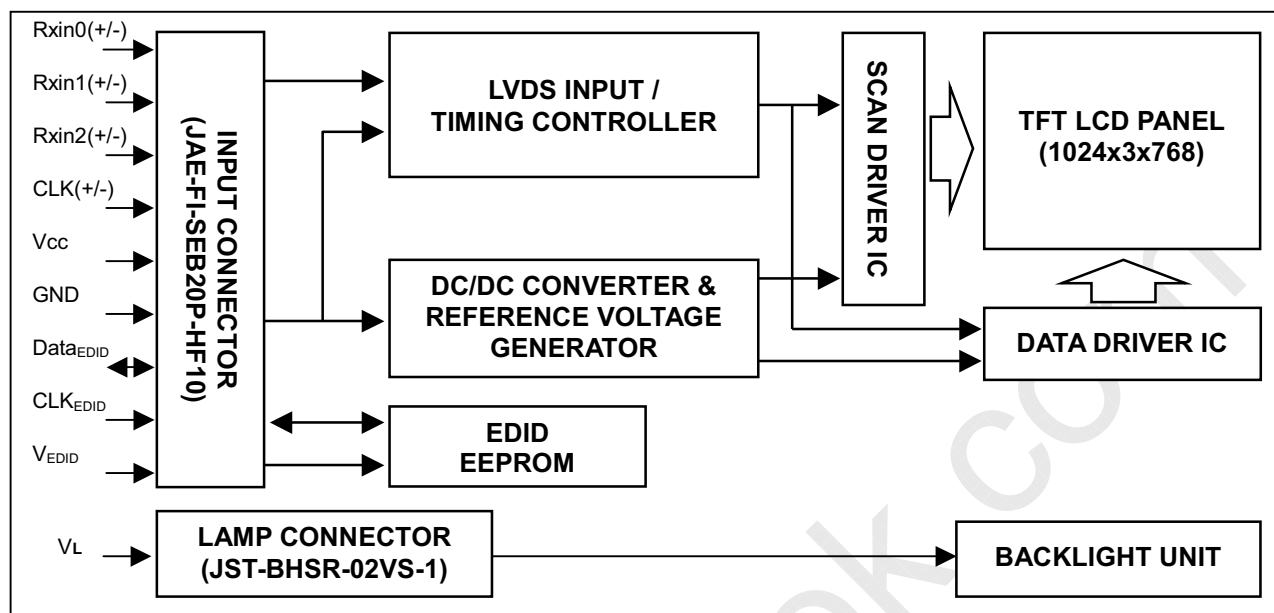 Rxin0(+/-)
Rxin1(+/-)
Rxin2(+/-)
CLK(+/-)
Vcc
GND
DataEDID
CLKEDID
VEDID
INPUT CONNECTOR
(JAE-FI-SEB20P-HF10)
LVDS INPUT /
TIMING CONTROLLER
DC/DC CONVERTER &
REFERENCE VOLTAGE
GENERATOR
EDID
EEPROM
SCAN DRIVER IC
TFT LCD PANEL
(1024x3x768)
DATA DRIVER IC
VL
LAMP CONNECTOR
(JST-BHSR-02VS-1)
BACKLIGHT UNIT